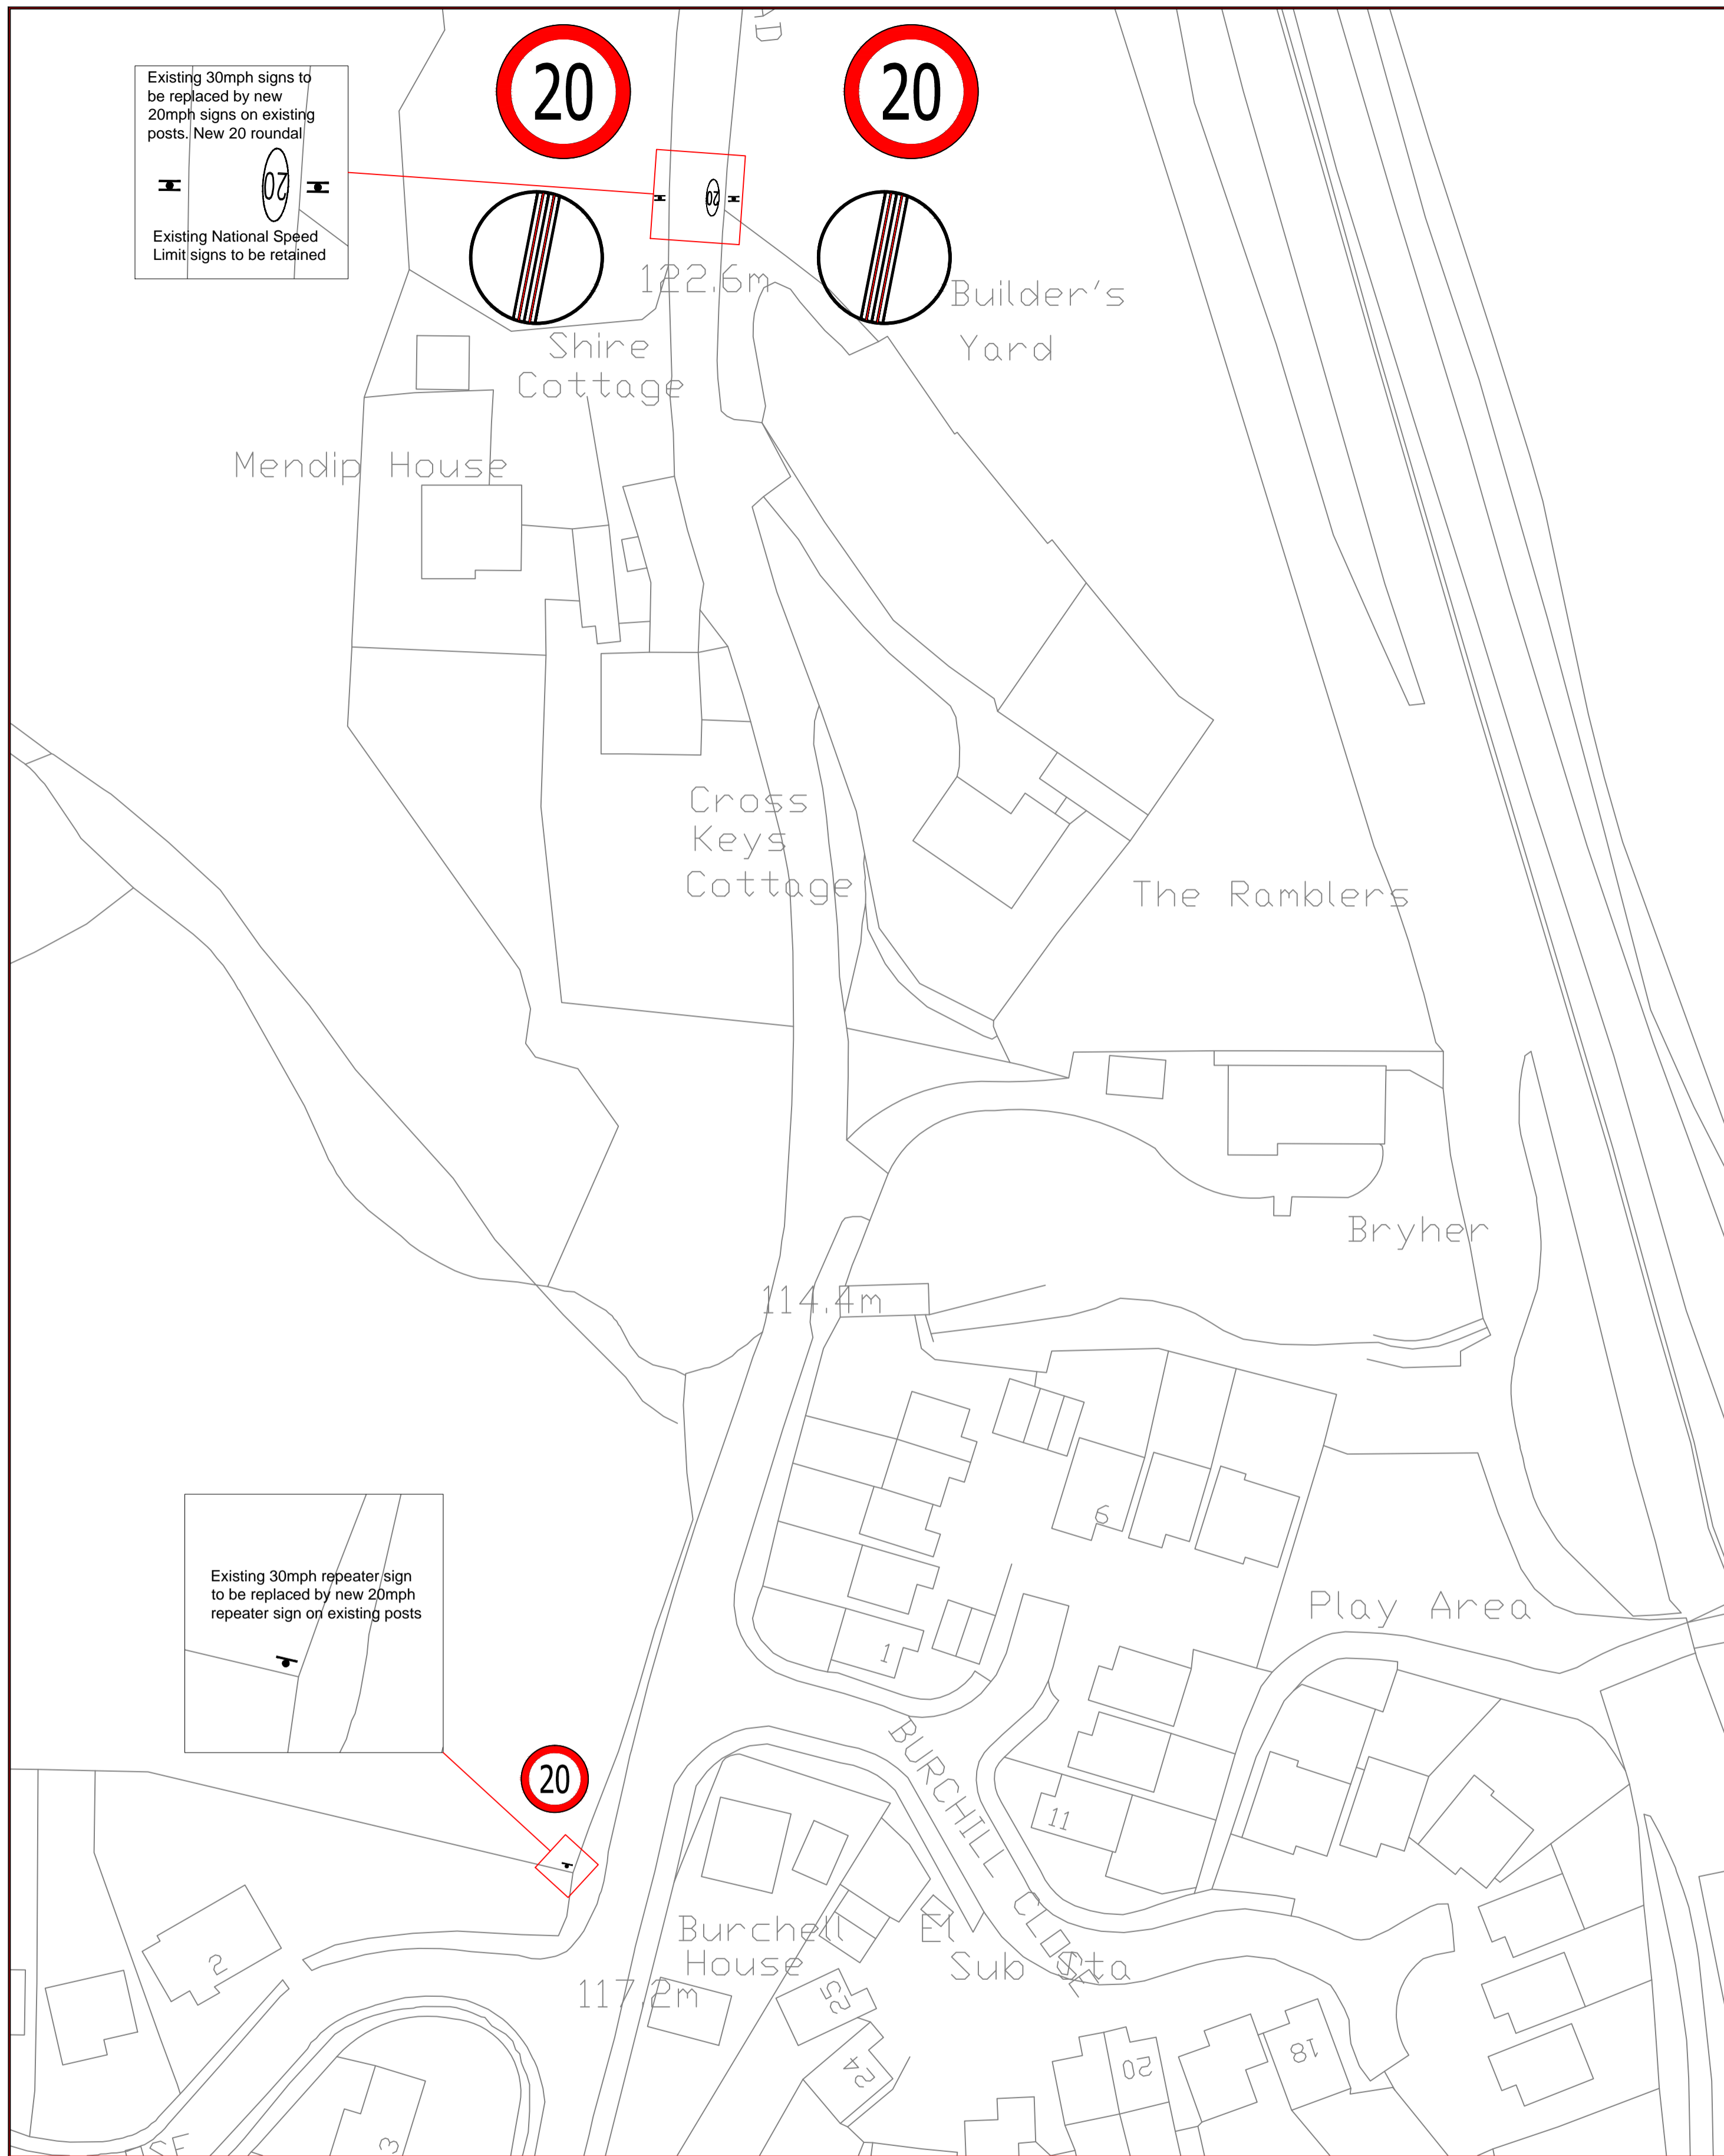 D
20
20
Existing 30mph signs to
be replaced by new
20mph signs on existing
posts. New 20 roundal
20
20
Existing National Speed
Limit signs to be retained
122.6m
Builder's
Yard
Shire
Cottage
Mendip House
Cross
Keys
Cottage
The Ramblers
Bryher
114.4m
6
Existing 30mph repeater sign
to be replaced by new 20mph
repeater sign on existing posts
Play Area
1
20
BURCHILL CLOSE
11
Burchell
House
El
Sub Sta
2
117.2m
25
24
20
18
3
SE